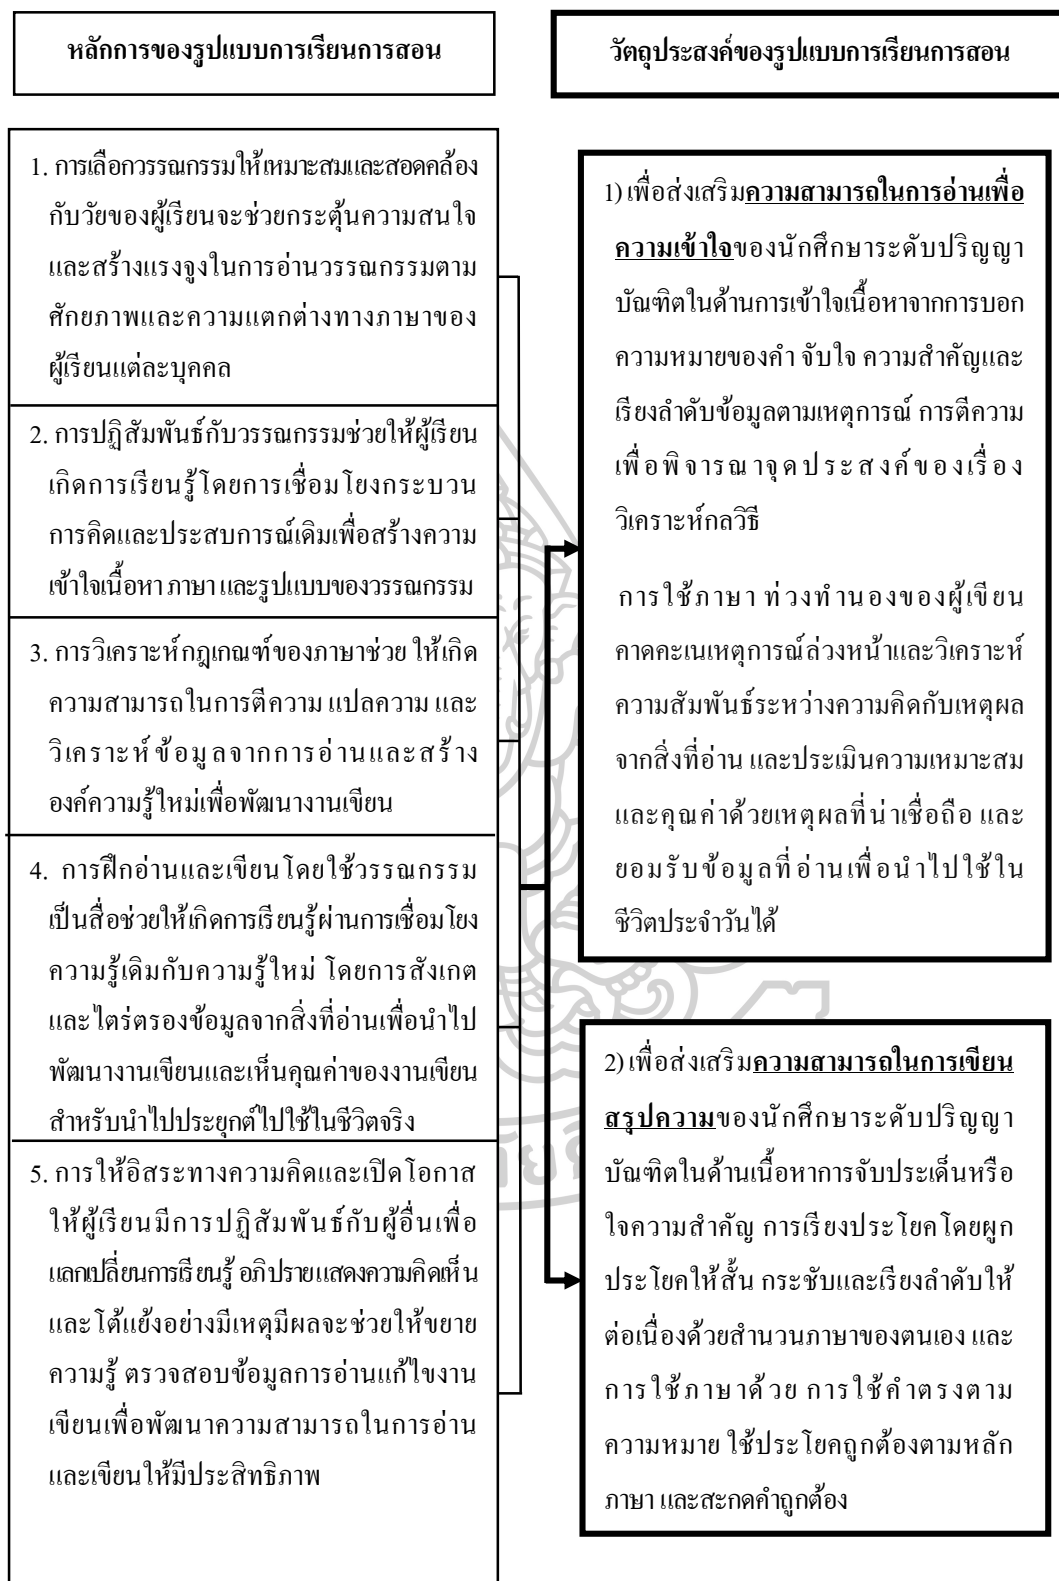 หลักการของรูปแบบการเรียนการสอน
วัตถุประสงค์ของรูปแบบการเรียนการสอน
1. การเลือกวรรณกรรมให้เหมาะสมและสอดคล้อง
กับวัยของผู้เรียนจะช่วยกระตุ้นความสนใจ
และสร้างแรงจูงในการอ่านวรรณกรรมตาม
ศักยภาพและความแตกต่างทางภาษาของ
ผู้เรียนแต่ละบุคคล
2. การปฏิสัมพันธ์กับวรรณกรรมช่วยให้ผู้เรียน
เกิดการเรียนรู้โดยการเชื่อมโยงกระบวน
การคิดและประสบการณ์เดิมเพื่อสร้างความ
เข้าใจเนื้อหา ภาษา และรูปแบบของวรรณกรรม
3. การวิเคราะห์กฎเกณฑ์ของภาษาช่วย ให้เกิด
ความสามารถในการตีความ แปลความ และ
วิเคราะห์ ข้อมูลจากการอ่านและสร้าง
องค์ความรู้ใหม่เพื่อพัฒนางานเขียน
4. การฝึกอ่านและเขียนโดยใช้วรรณกรรม
เป็นสื่อช่วยให้เกิดการเรียนรู้ผ่านการเชื่อมโยง
ความรู้เดิมกับความรู้ใหม่ โดยการสังเกต
และไตร่ตรองข้อมูลจากสิ่งที่อ่านเพื่อนำไป
พัฒนางานเขียนและเห็นคุณค่าของงานเขียน
สำหรับนำไปประยุกต์ไปใช้ในชีวิตจริง
5. การให้อิสระทางความคิดและเปิดโอกาส
ให้ผู้เรียนมีการปฏิสัมพันธ์กับผู้อื่นเพื่อ
แลกเปลี่ยนการเรียนรู้ อภิปรายแสดงความคิดเห็น
และโต้แย้งอย่างมีเหตุมีผลจะช่วยให้ขยาย
ความรู้ ตรวจสอบข้อมูลการอ่านแก้ไขงาน
เขียนเพื่อพัฒนาความสามารถในการอ่าน
และเขียนให้มีประสิทธิภาพ
1) เพื่อส่งเสริมความสามารถในการอ่านเพื่อ
ความเข้าใจของนักศึกษาระดับปริญญา
บัณฑิตในด้านการเข้าใจเนื้อหาจากการบอก
ความหมายของคำ จับใจ ความสำคัญและ
เรียงลำดับข้อมูลตามเหตุการณ์ การตีความ
เพื่อพิจารณาจุดประสงค์ของเรื่อง
วิเคราะห์กลวิธี
การใช้ภาษา ท่วงทำนองของผู้เขียน
คาดคะเนเหตุการณ์ล่วงหน้าและวิเคราะห์
ความสัมพันธ์ระหว่างความคิดกับเหตุผล
จากสิ่งที่อ่าน และประเมินความเหมาะสม
และคุณค่าด้วยเหตุผลที่น่าเชื่อถือ และ
ยอมรับข้อมูลที่อ่านเพื่อนำไปใช้ใน
ชีวิตประจำวันได้
2) เพื่อส่งเสริมความสามารถในการเขียน
สรุปความของนักศึกษาระดับปริญญา
บัณฑิตในด้านเนื้อหาการจับประเด็นหรือ
ใจความสำคัญ การเรียงประโยคโดยผูก
ประโยคให้สั้น กระชับและเรียงลำดับให้
ต่อเนื่องด้วยสำนวนภาษาของตนเอง และ
การใช้ภาษาด้วย การใช้คำตรงตาม
ความหมาย ใช้ประโยคถูกต้องตามหลัก
ภาษา และสะกดคำถูกต้อง